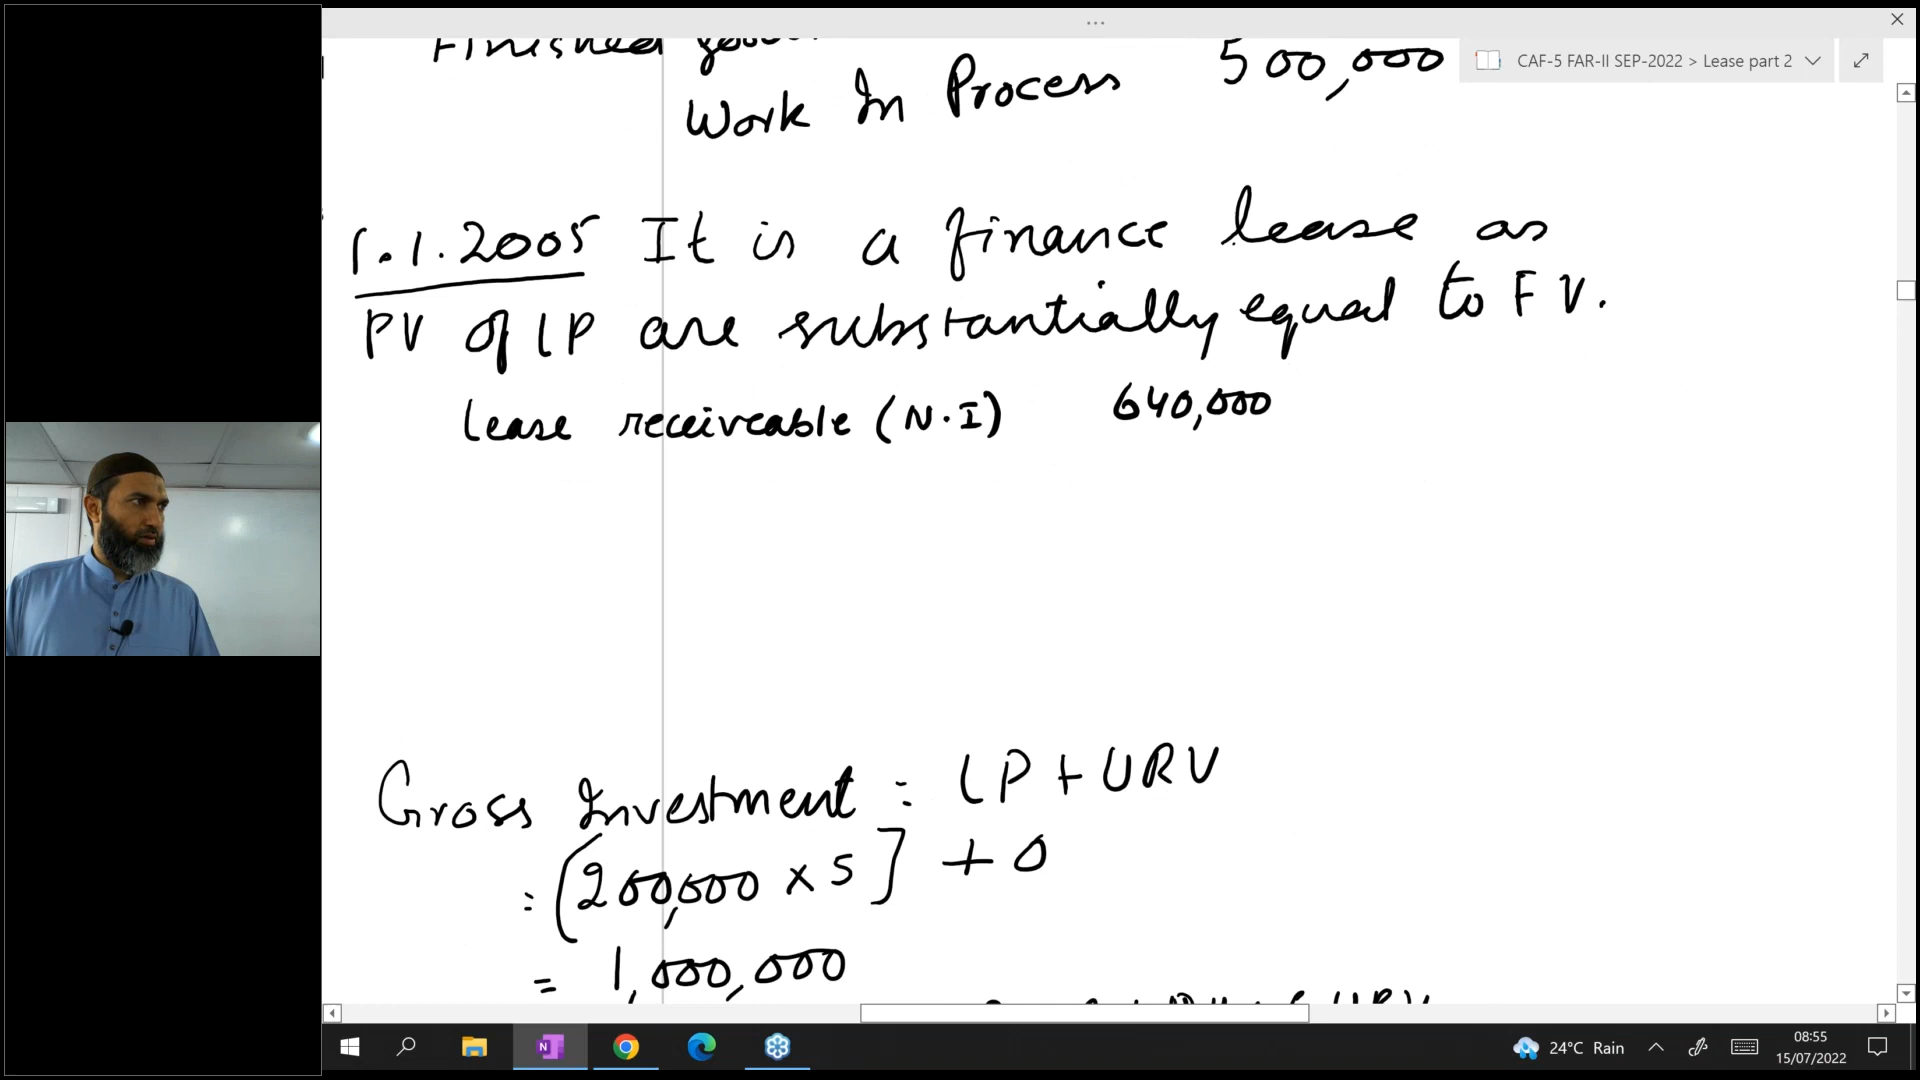 Finished goods
Work In Process 500,000
CAF-5 FAR-II SEP-2022 > Lease part 2
1.1.2005 It is a finance lease as
PV of LP are substantially equal to FV.
Lease receiveable (N.I) 640,000
Gross Investment = LP + URV
= [200,000 x 5] + 0
= 1,000,000
24°C Rain
08:55
15/07/2022